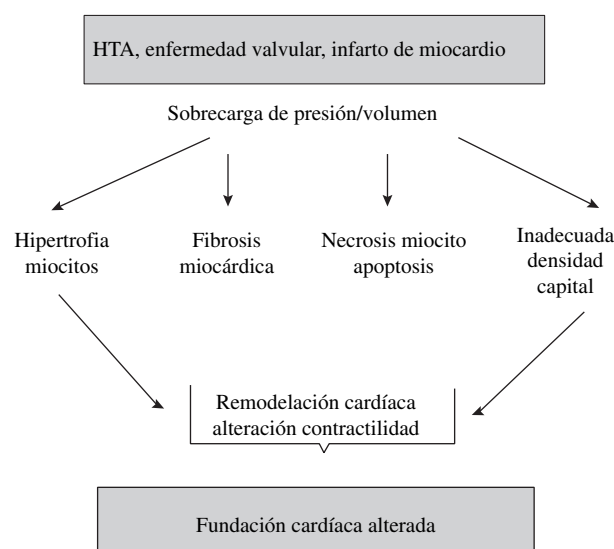 HTA, enfermedad valvular, infarto de miocardio
Sobrecarga de presión/volumen
Hipertrofia
miocitos
Fibrosis
miocárdica
Necrosis miocito
apoptosis
Inadecuada
densidad
capital
Remodelación cardíaca
alteración contractilidad
Fundación cardíaca alterada